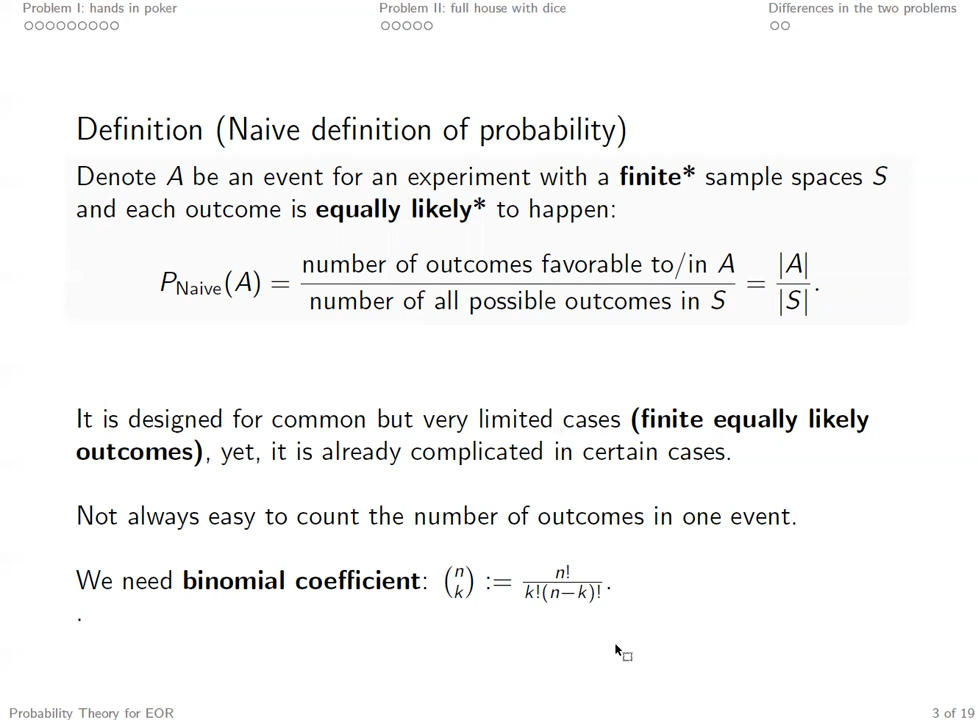 Problem I: hands in poker Problem II: full house with dice Differences in the two problems
Definition (Naive definition of probability)
Denote A be an event for an experiment with a finite* sample spaces S
and each outcome is equally likely* to happen:
P_Naive(A) = number of outcomes favorable to/in A / number of all possible outcomes in S = |A| / |S| .
It is designed for common but very limited cases (finite equally likely
outcomes), yet, it is already complicated in certain cases.
Not always easy to count the number of outcomes in one event.
We need binomial coefficient: (n k) := n! / k!(n−k)! .
.
Probability Theory for EOR 3 of 19